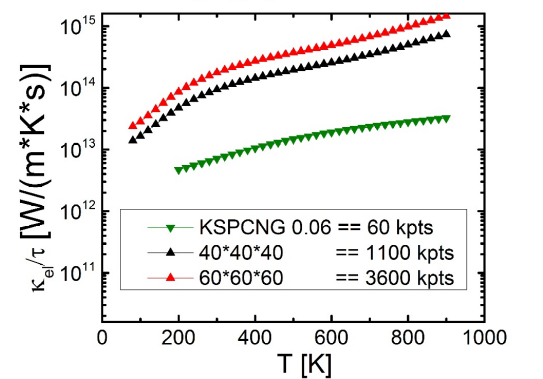 10^15
10^14
10^13
10^12
10^11
κ_el/τ [W/(m*K*s)]
KSPCNG 0.06 == 60 kpts
40*40*40 == 1100 kpts
60*60*60 == 3600 kpts
0 200 400 600 800 1000
T [K]